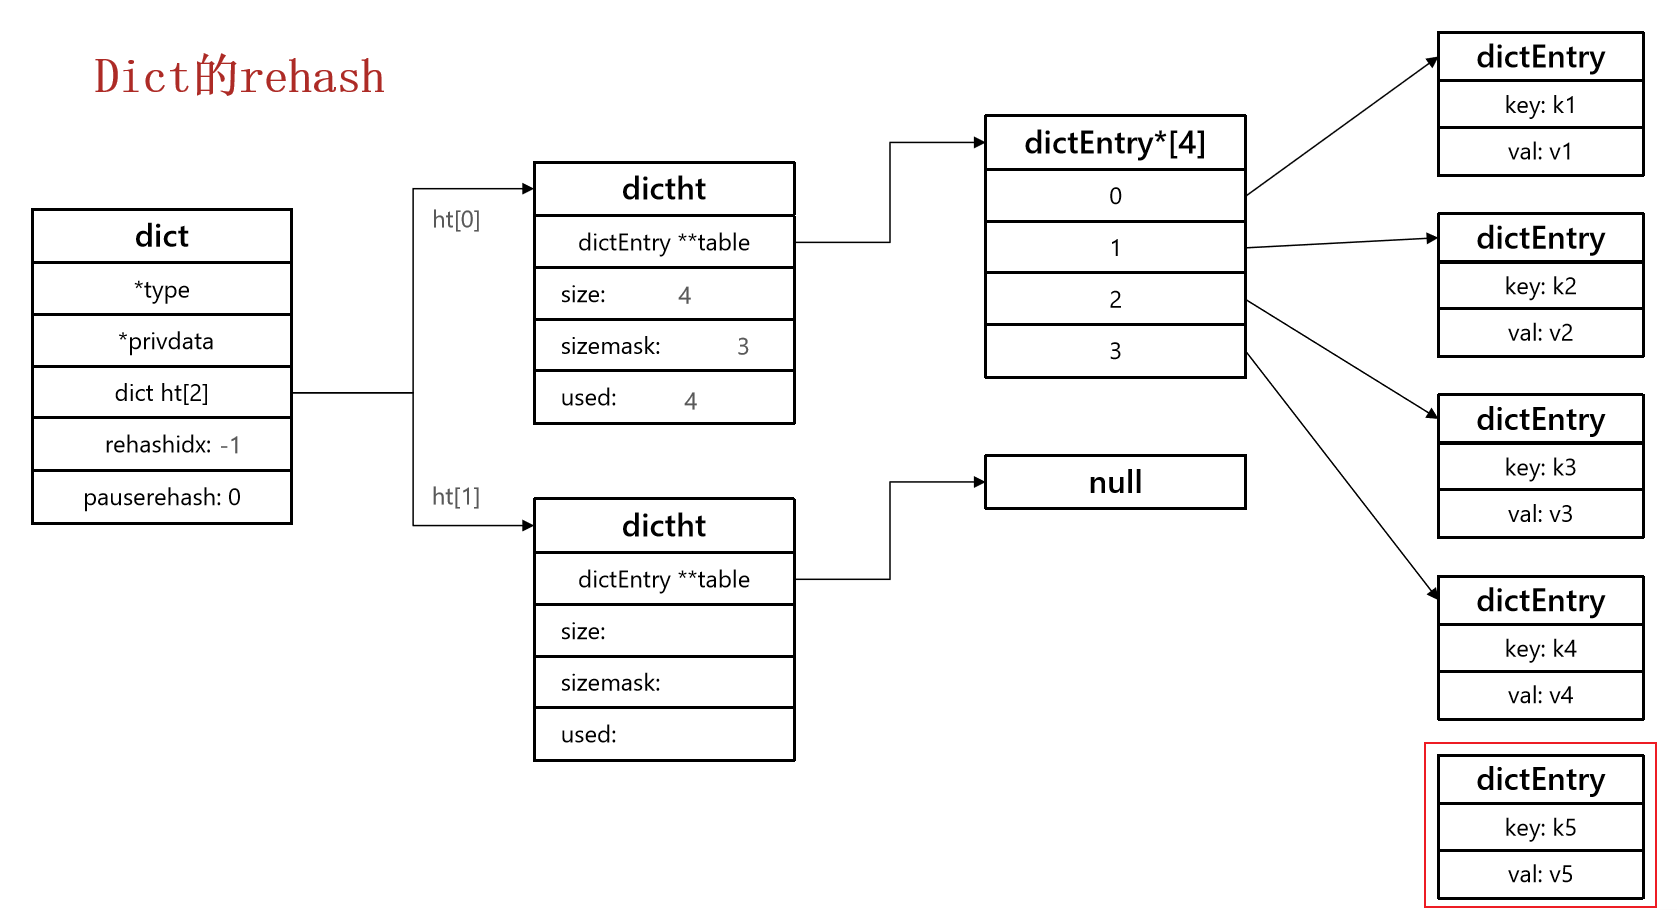 Dict的rehash
dict
*type
*privdata
dict ht[2]
rehashidx: -1
pauserehash: 0
ht[0]
ht[1]
dictht
dictEntry **table
size: 4
sizemask: 3
used: 4
dictht
dictEntry **table
size:
sizemask:
used:
dictEntry*[4]
0
1
2
3
null
dictEntry
key: k1
val: v1
dictEntry
key: k2
val: v2
dictEntry
key: k3
val: v3
dictEntry
key: k4
val: v4
dictEntry
key: k5
val: v5